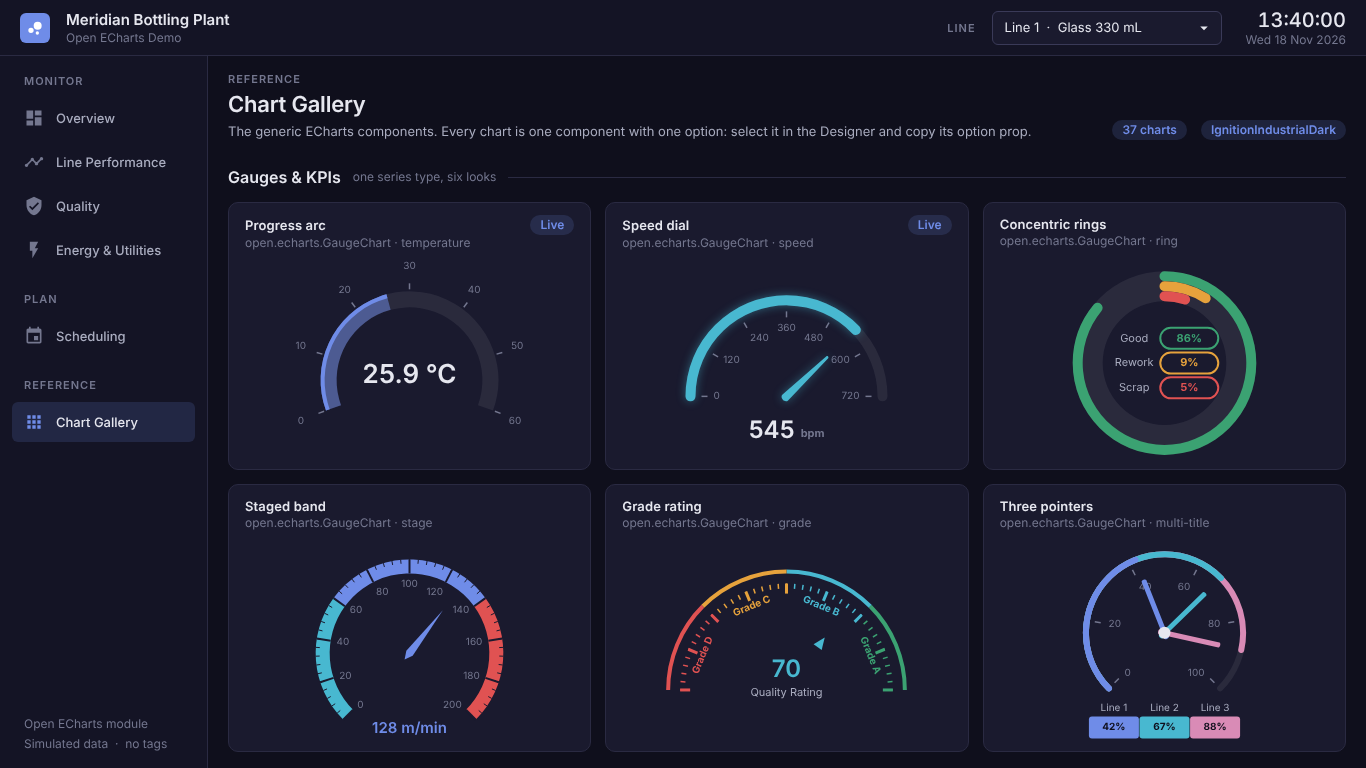 Meridian Bottling Plant
Open ECharts Demo
LINE
Line 1 · Glass 330 mL
13:40:00
Wed 18 Nov 2026
MONITOR
Overview
Line Performance
Quality
Energy & Utilities
PLAN
Scheduling
REFERENCE
Chart Gallery
Open ECharts module
Simulated data · no tags
REFERENCE
Chart Gallery
The generic ECharts components. Every chart is one component with one option: select it in the Designer and copy its option prop.
37 charts
IgnitionIndustrialDark
Gauges & KPIs
one series type, six looks
Progress arc
Live
open.echarts.GaugeChart · temperature
0
10
20
30
40
50
60
25.9 °C
Speed dial
Live
open.echarts.GaugeChart · speed
0
120
240
360
480
600
720
545 bpm
Concentric rings
open.echarts.GaugeChart · ring
Good 86%
Rework 9%
Scrap 5%
Staged band
open.echarts.GaugeChart · stage
0
20
40
60
80
100
120
140
160
180
200
128 m/min
Grade rating
open.echarts.GaugeChart · grade
Grade D
Grade C
Grade B
Grade A
70
Quality Rating
Three pointers
open.echarts.GaugeChart · multi-title
0
20
40
60
80
100
Line 1 Line 2 Line 3
42% 67% 88%